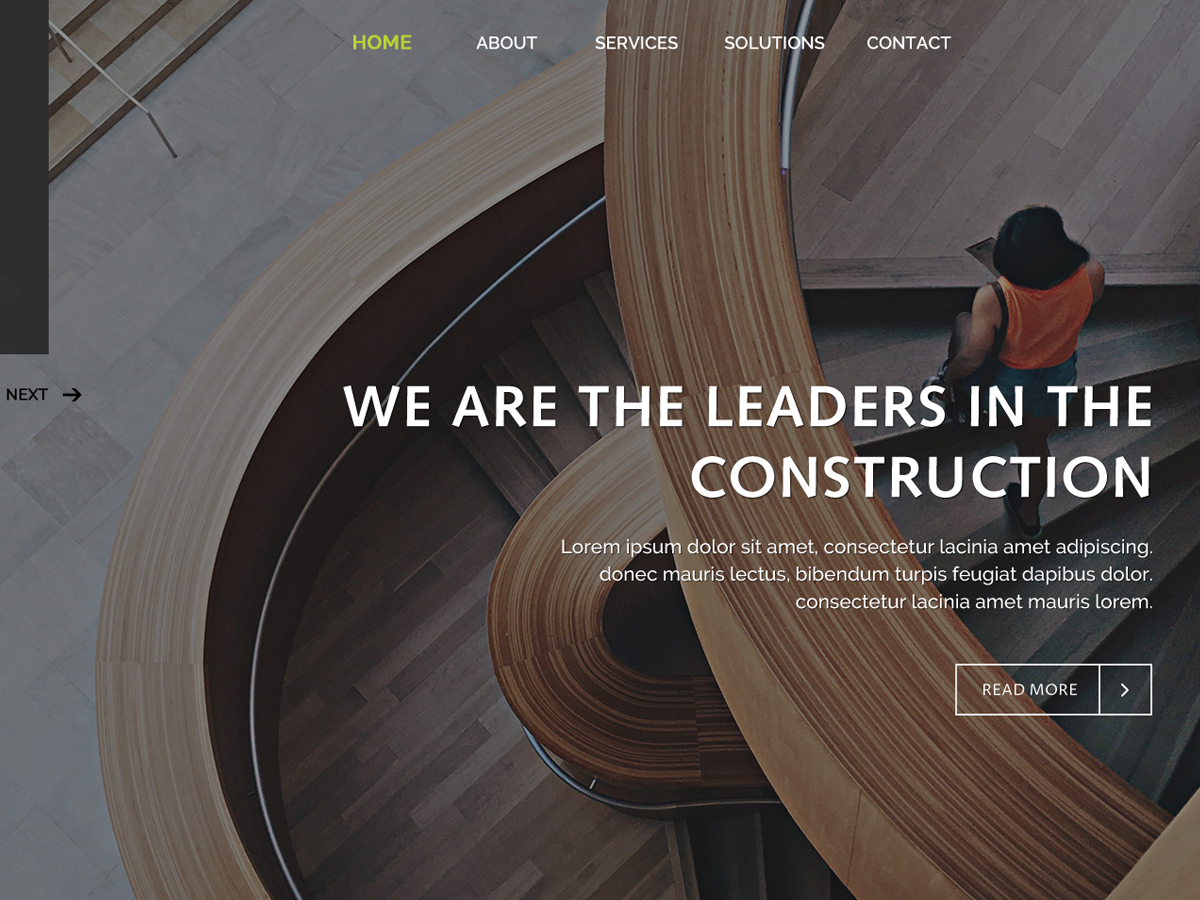 HOME ABOUT SERVICES SOLUTIONS CONTACT
NEXT
WE ARE THE LEADERS IN THE
CONSTRUCTION
Lorem ipsum dolor sit amet, consectetur lacinia amet adipiscing.
donec mauris lectus, bibendum turpis feugiat dapibus dolor.
consectetur lacinia amet mauris lorem.
READ MORE